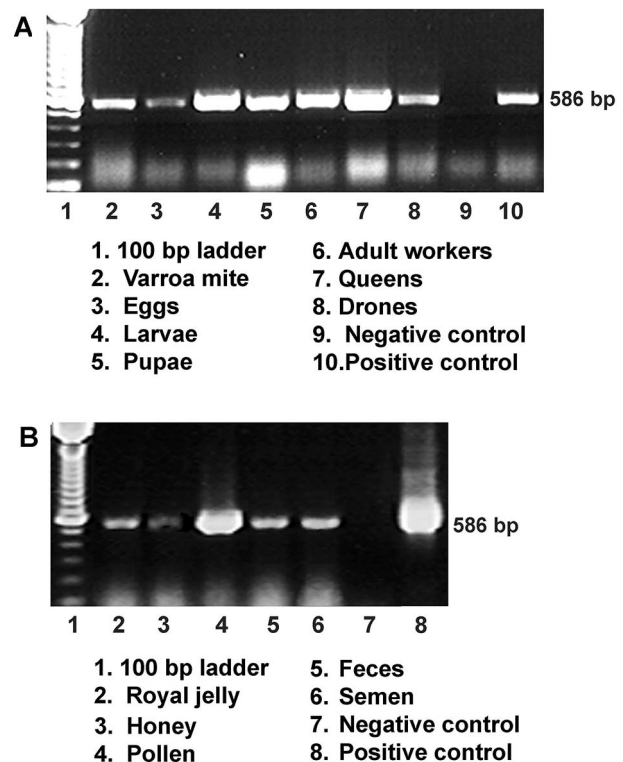 A
586 bp
1 2 3 4 5 6 7 8 9 10
1. 100 bp ladder
2. Varroa mite
3. Eggs
4. Larvae
5. Pupae
6. Adult workers
7. Queens
8. Drones
9. Negative control
10.Positive control
B
586 bp
1 2 3 4 5 6 7 8
1. 100 bp ladder
2. Royal jelly
3. Honey
4. Pollen
5. Feces
6. Semen
7. Negative control
8. Positive control